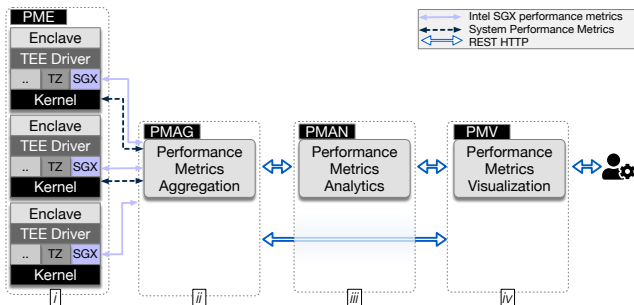 PME
Intel SGX performance metrics
System Performance Metrics
REST HTTP
Enclave
TEE Driver
.. TZ SGX
Kernel
Enclave
TEE Driver
.. TZ SGX
Kernel
Enclave
TEE Driver
.. TZ SGX
Kernel
PMAG
Performance
Metrics
Aggregation
PMAN
Performance
Metrics
Analytics
PMV
Performance
Metrics
Visualization
i
ii
iii
iv